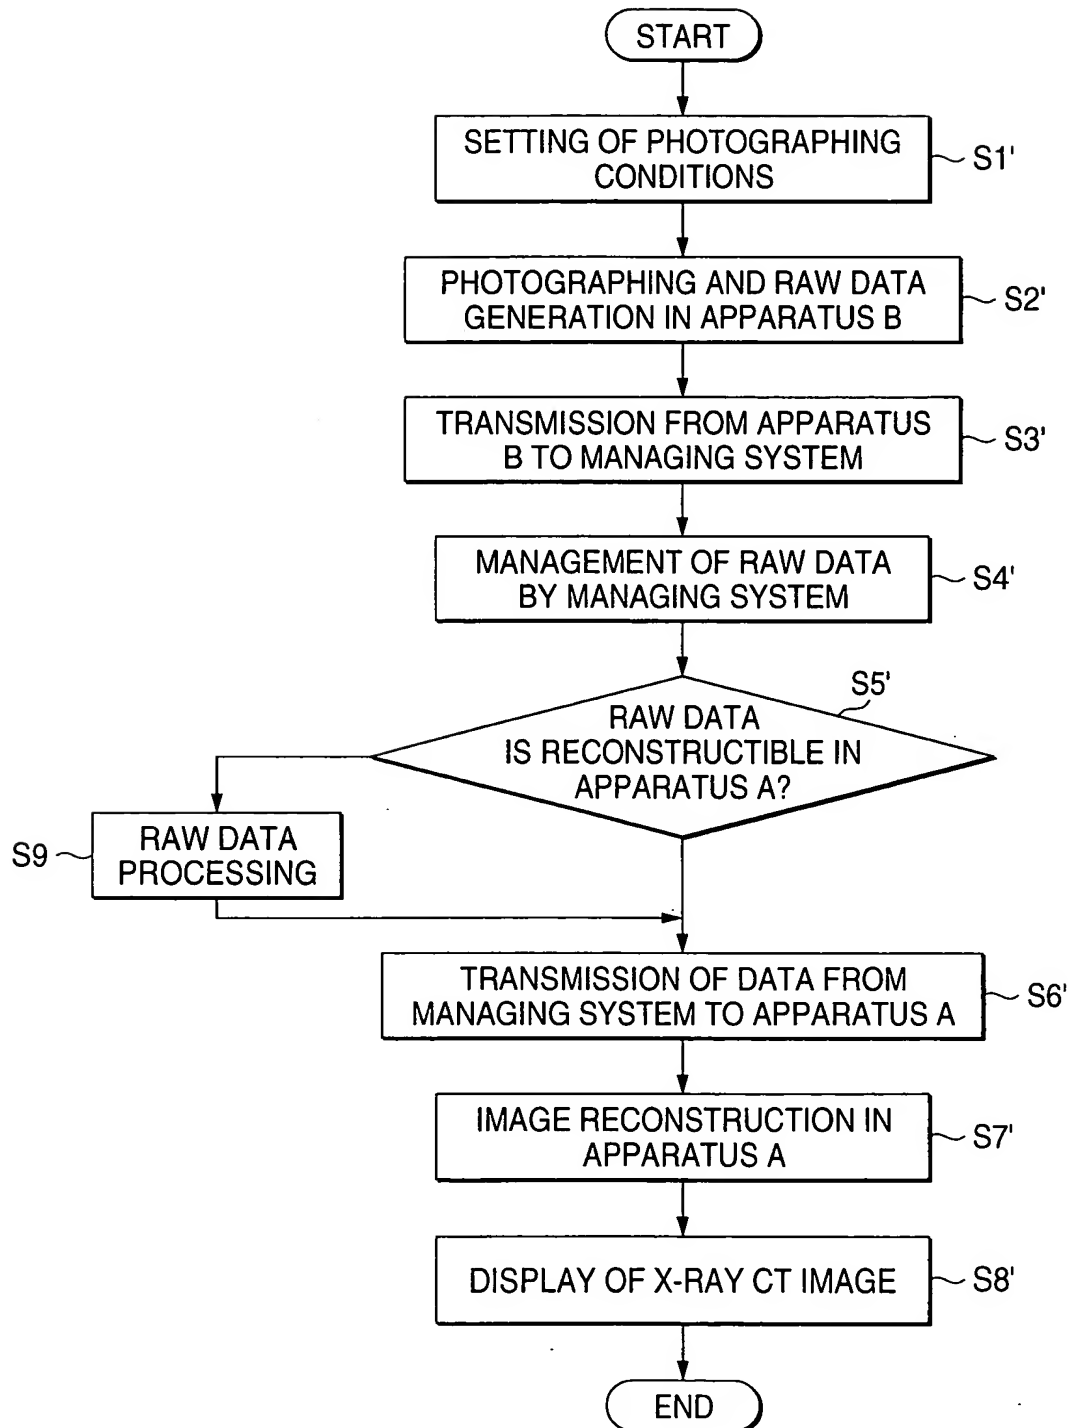 START
SETTING OF PHOTOGRAPHING
CONDITIONS
S1'
PHOTOGRAPHING AND RAW DATA
GENERATION IN APPARATUS B
S2'
TRANSMISSION FROM APPARATUS
B TO MANAGING SYSTEM
S3'
MANAGEMENT OF RAW DATA
BY MANAGING SYSTEM
S4'
S5'
RAW DATA
IS RECONSTRUCTIBLE IN
APPARATUS A?
S9
RAW DATA
PROCESSING
TRANSMISSION OF DATA FROM
MANAGING SYSTEM TO APPARATUS A
S6'
IMAGE RECONSTRUCTION IN
APPARATUS A
S7'
DISPLAY OF X-RAY CT IMAGE
S8'
END